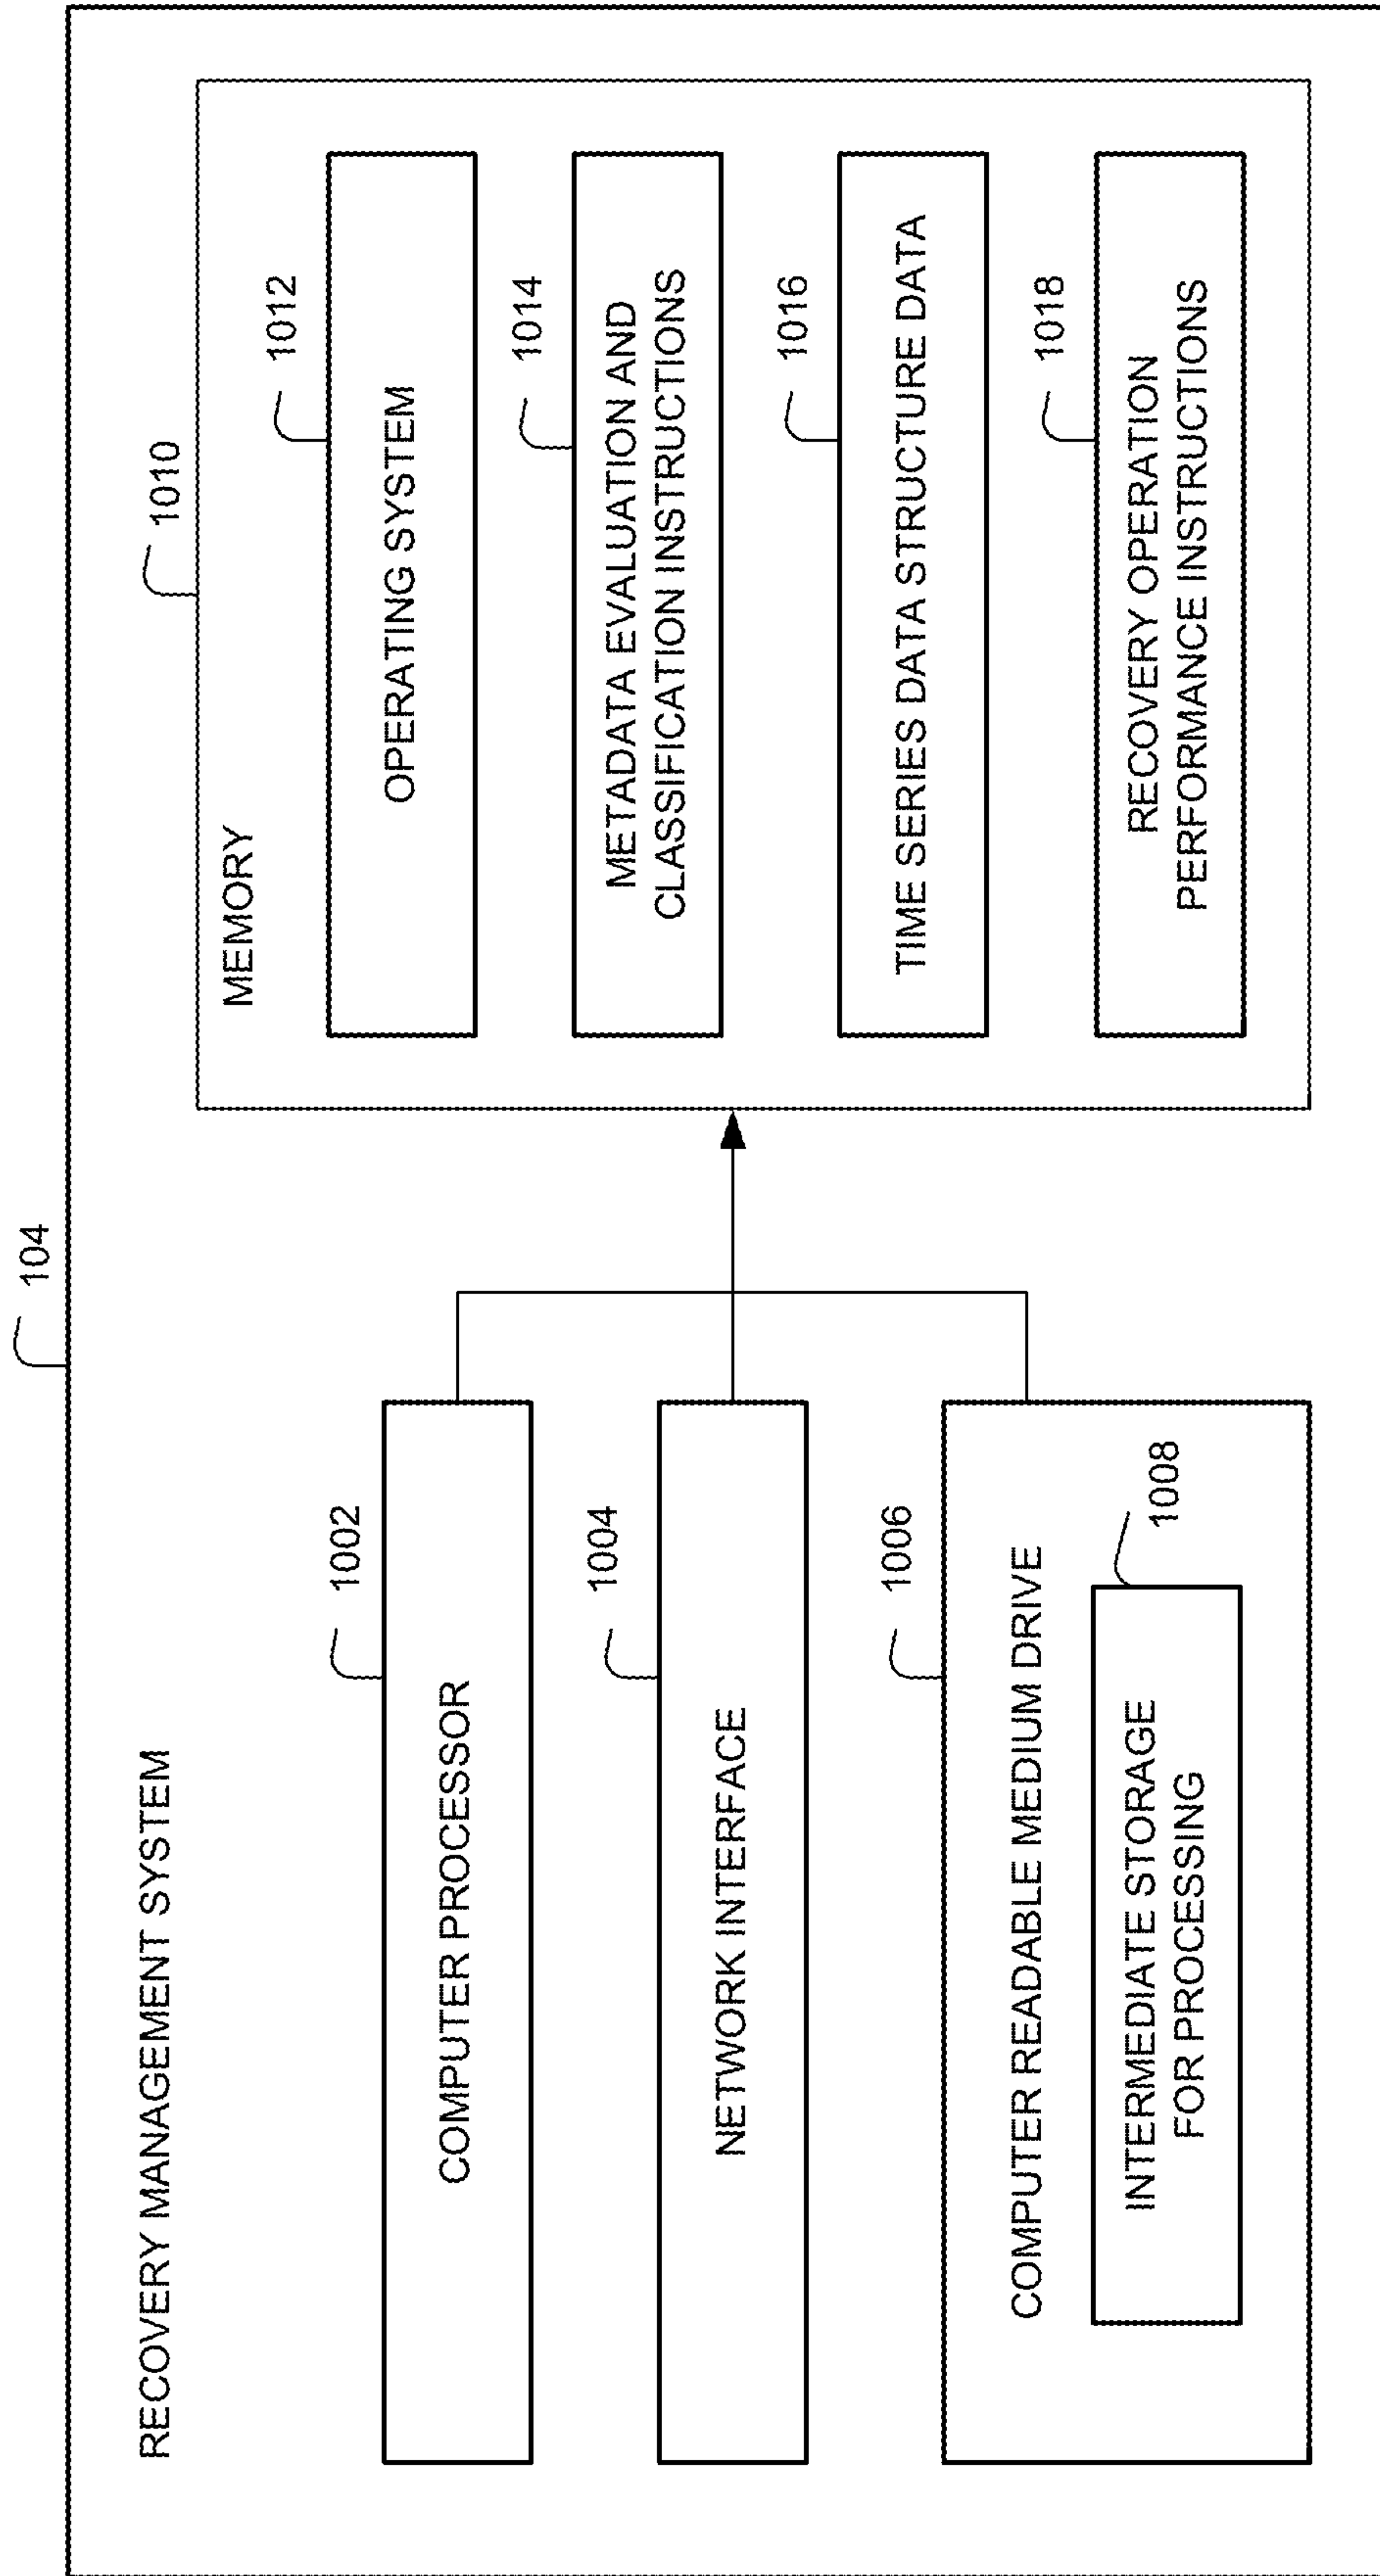 104
RECOVERY MANAGEMENT SYSTEM
1002
COMPUTER PROCESSOR
1004
NETWORK INTERFACE
1006
COMPUTER READABLE MEDIUM DRIVE
1008
INTERMEDIATE STORAGE
FOR PROCESSING
1010
MEMORY
1012
OPERATING SYSTEM
1014
METADATA EVALUATION AND
CLASSIFICATION INSTRUCTIONS
1016
TIME SERIES DATA STRUCTURE DATA
1018
RECOVERY OPERATION
PERFORMANCE INSTRUCTIONS